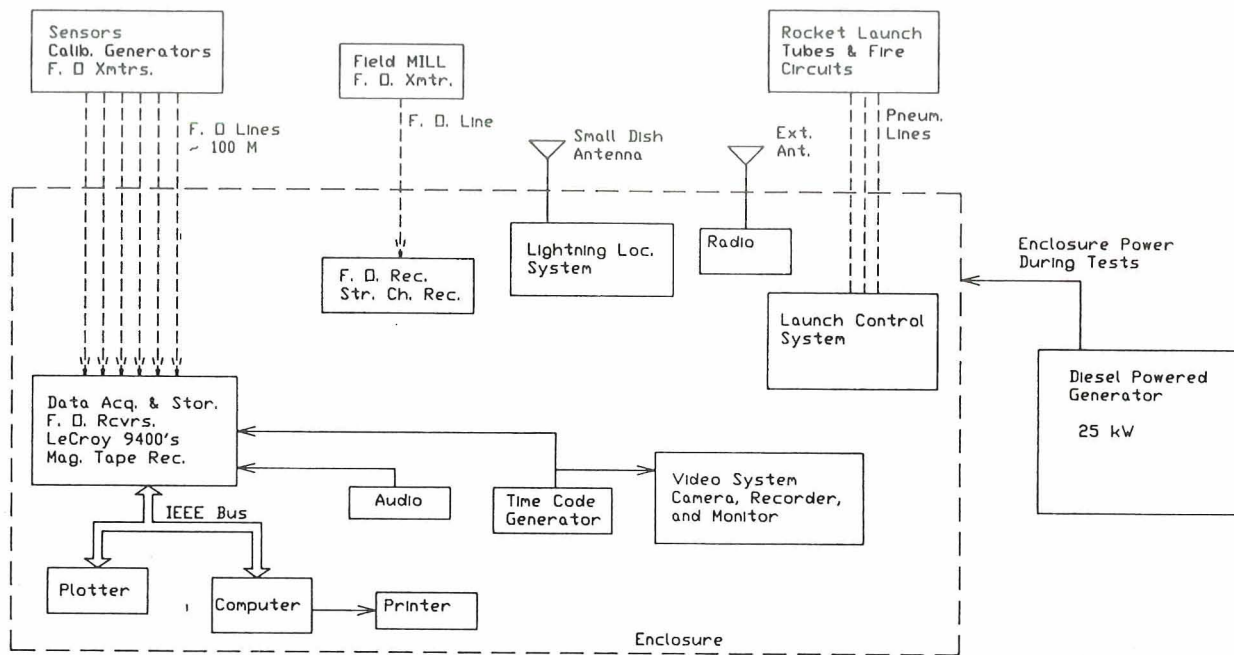 Sensors
Calib. Generators
F. O Xmtrs.
Field MILL
F. O. Xmtr.
Rocket Launch
Tubes & Fire
Circuits
F. O Lines
~ 100 M
F. O. Line
Small Dish
Antenna
Ext.
Ant.
Pneum.
Lines
Lightning Loc.
System
Radio
F. O. Rec.
Str. Ch. Rec.
Launch Control
System
Enclosure Power
During Tests
Diesel Powered
Generator
25 kW
Data Acq. & Stor.
F. O. Rcvrs.
LeCroy 9400's
Mag. Tape Rec.
Audio
Time Code
Generator
Video System
Camera, Recorder,
and Monitor
IEEE Bus
Plotter
Computer
Printer
Enclosure